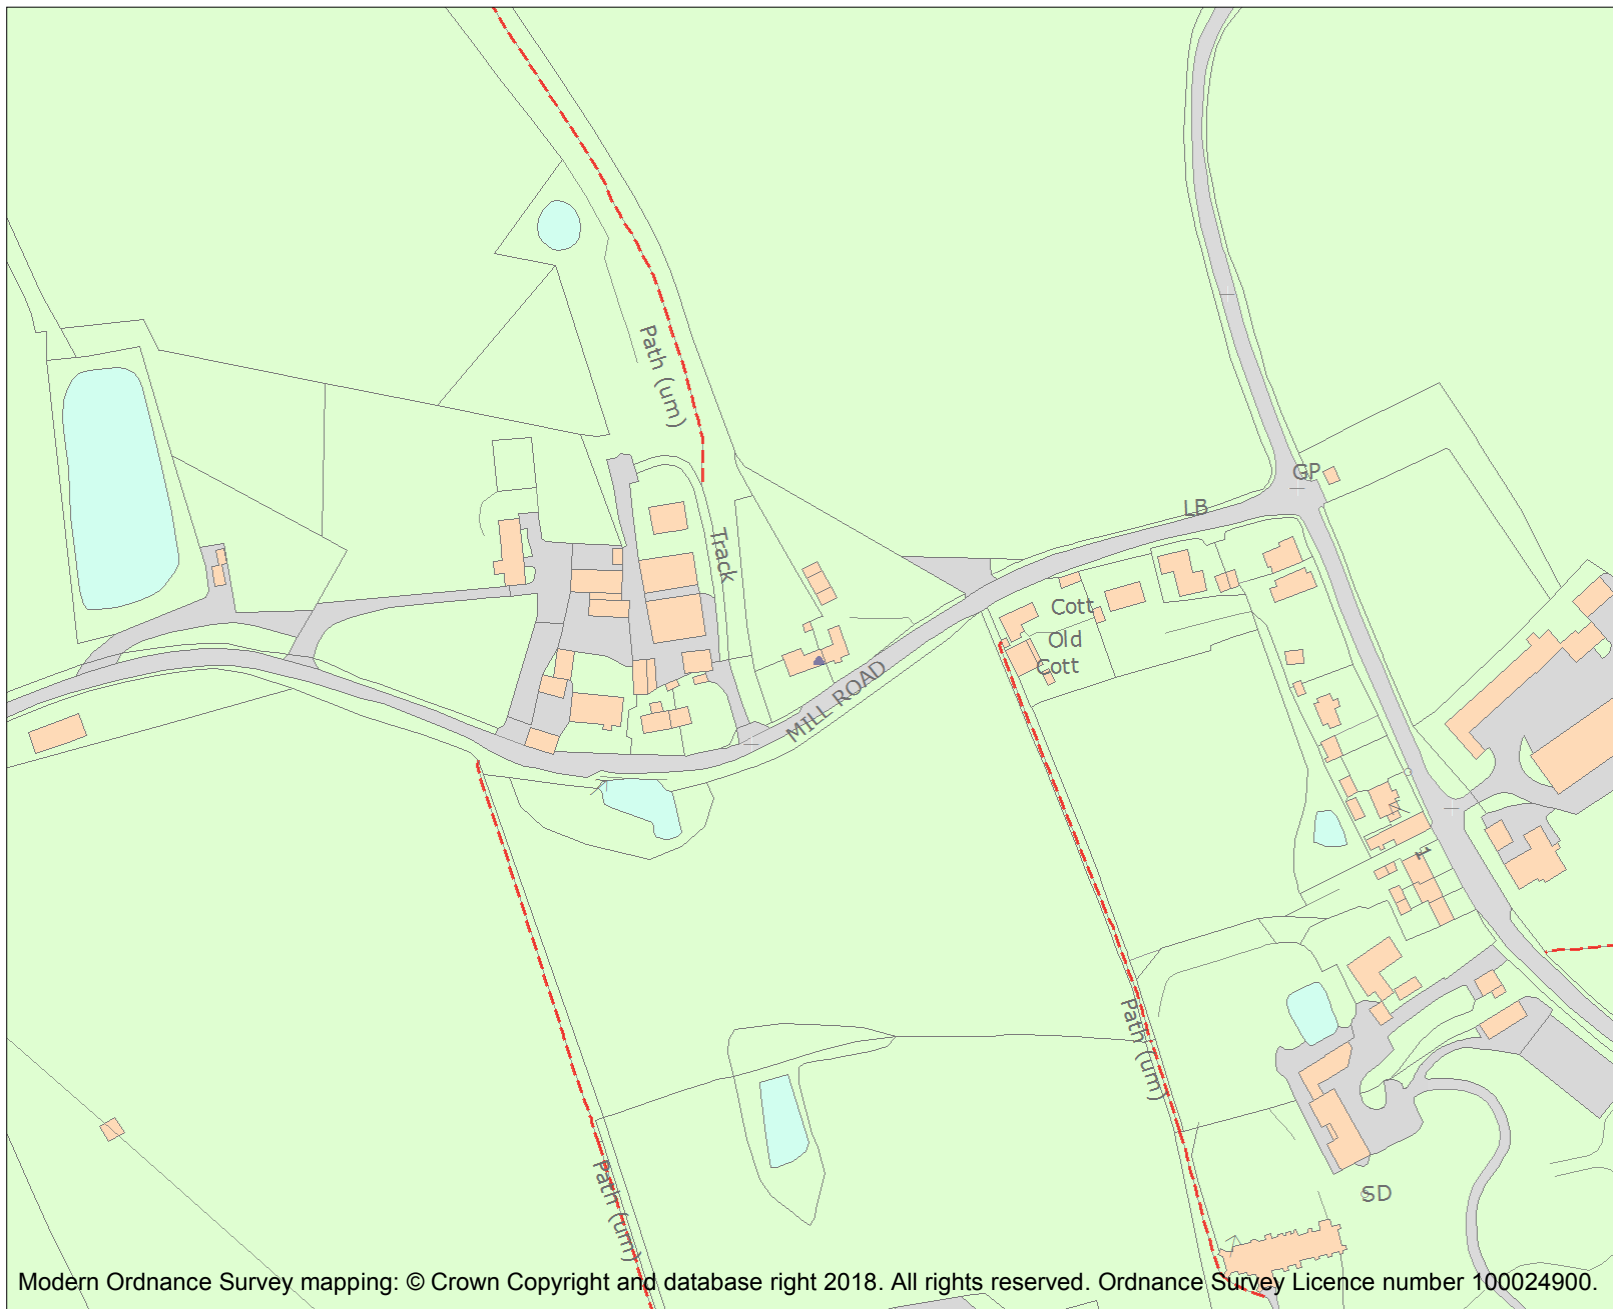 Path (um)
GP
LB
Track
Cott
Old
Cott
MILL ROAD
1
Path (um)
Path (um)
SD
Modern Ordnance Survey mapping: © Crown Copyright and database right 2018. All rights reserved. Ordnance Survey Licence number 100024900.